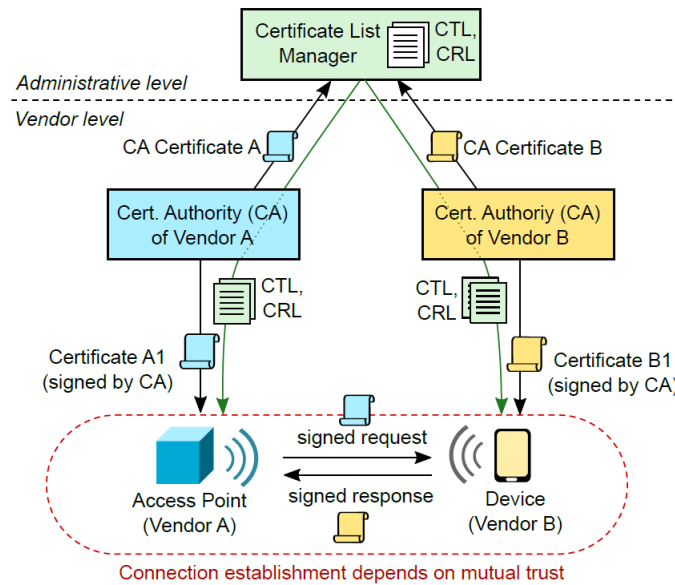 Certificate List
Manager
CTL,
CRL
Administrative level
Vendor level
CA Certificate A
CA Certificate B
Cert. Authority (CA)
of Vendor A
Cert. Authoriy (CA)
of Vendor B
CTL,
CRL
CTL,
CRL
Certificate A1
(signed by CA)
Certificate B1
(signed by CA)
signed request
signed response
Access Point
(Vendor A)
Device
(Vendor B)
Connection establishment depends on mutual trust